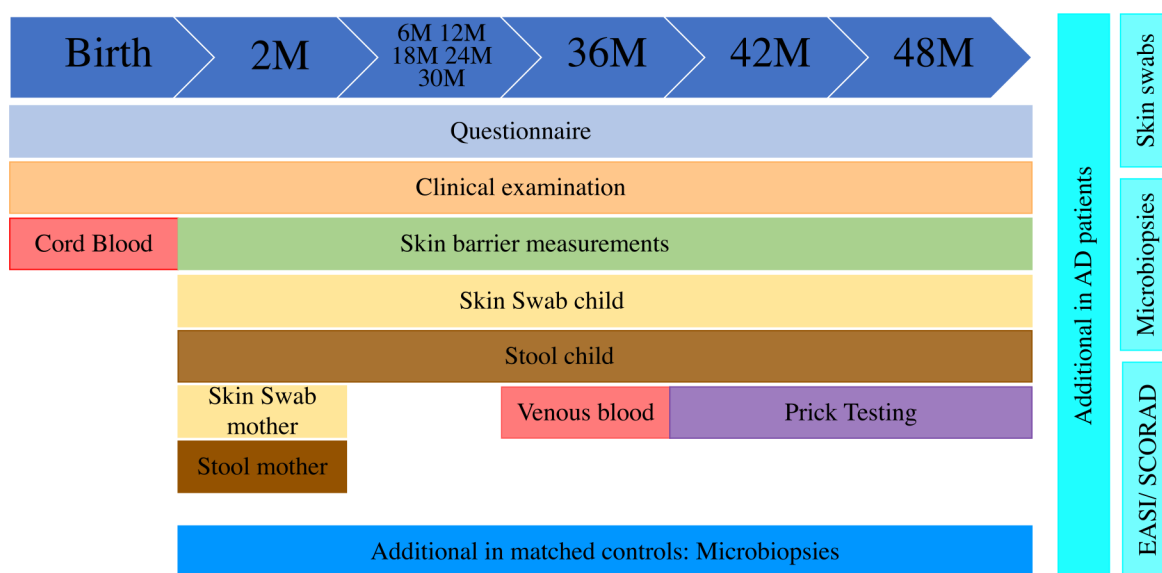 Birth
2M
6M 12M
18M 24M
30M
36M
42M
48M
Questionnaire
Clinical examination
Cord Blood
Skin barrier measurements
Skin Swab child
Stool child
Skin Swab
mother
Venous blood
Prick Testing
Stool mother
Additional in matched controls: Microbiopsies
Additional in AD patients
Skin swabs
Microbiopsies
EASI/ SCORAD